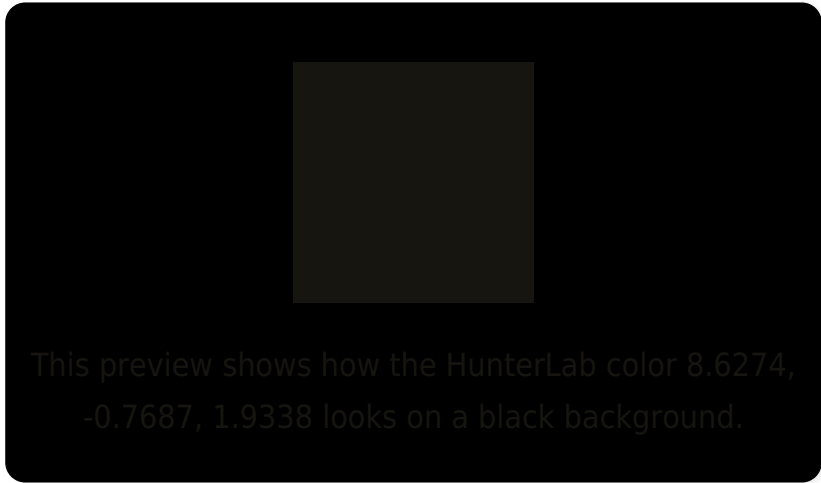 This preview shows how the HunterLab color 8.6274,
-0.7687, 1.9338 looks on a black background.